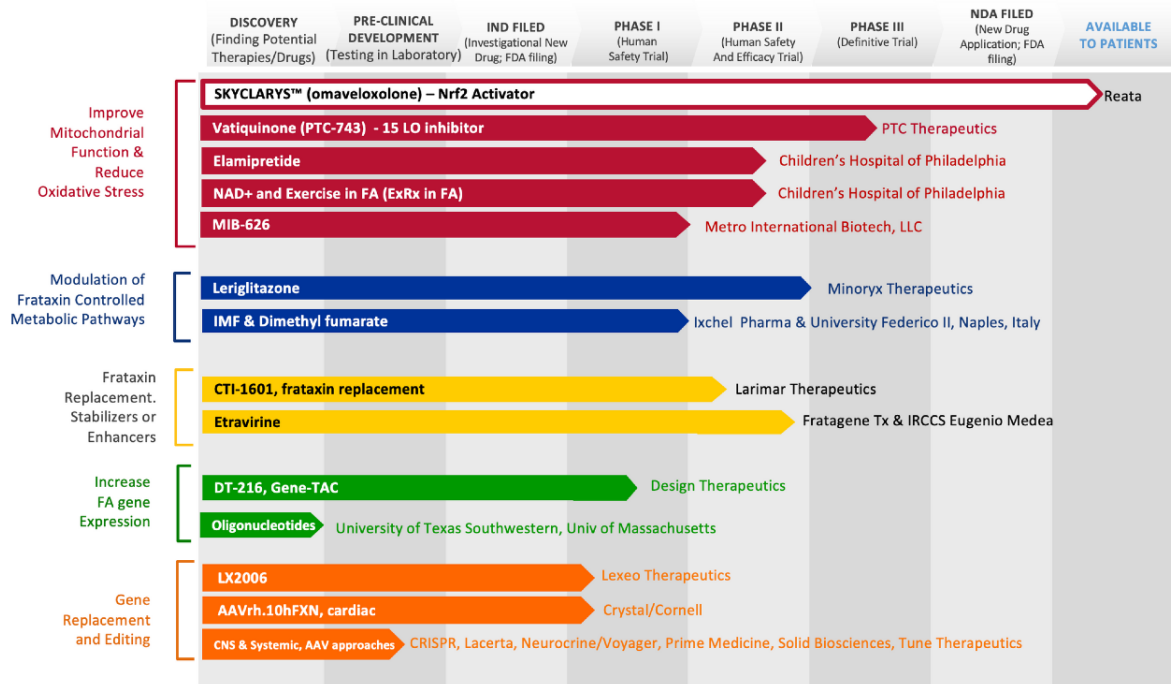 DISCOVERY
(Finding Potential
Therapies/Drugs)
PRE-CLINICAL
DEVELOPMENT
(Testing in Laboratory)
IND FILED
(Investigational New
Drug; FDA filing)
PHASE I
(Human
Safety Trial)
PHASE II
(Human Safety
And Efficacy Trial)
PHASE III
(Definitive Trial)
NDA FILED
(New Drug
Application; FDA
filing)
AVAILABLE
TO PATIENTS
Improve
Mitochondrial
Function &
Reduce
Oxidative Stress
SKYCLARYS™ (omaveloxolone) – Nrf2 Activator
Reata
Vatiquinone (PTC-743)  - 15 LO inhibitor
PTC Therapeutics
Elamipretide
Children's Hospital of Philadelphia
NAD+ and Exercise in FA (ExRx in FA)
Children's Hospital of Philadelphia
MIB-626
Metro International Biotech, LLC
Modulation of
Frataxin Controlled
Metabolic Pathways
Leriglitazone
Minoryx Therapeutics
IMF & Dimethyl fumarate
Ixchel  Pharma & University Federico II, Naples, Italy
Frataxin
Replacement.
Stabilizers or
Enhancers
CTI-1601, frataxin replacement
Larimar Therapeutics
Etravirine
Fratagene Tx & IRCCS Eugenio Medea
Increase
FA gene
Expression
DT-216, Gene-TAC
Design Therapeutics
Oligonucleotides
University of Texas Southwestern, Univ of Massachusetts
Gene
Replacement
and Editing
LX2006
Lexeo Therapeutics
AAVrh.10hFXN, cardiac
Crystal/Cornell
CNS & Systemic, AAV approaches
CRISPR, Lacerta, Neurocrine/Voyager, Prime Medicine, Solid Biosciences, Tune Therapeutics